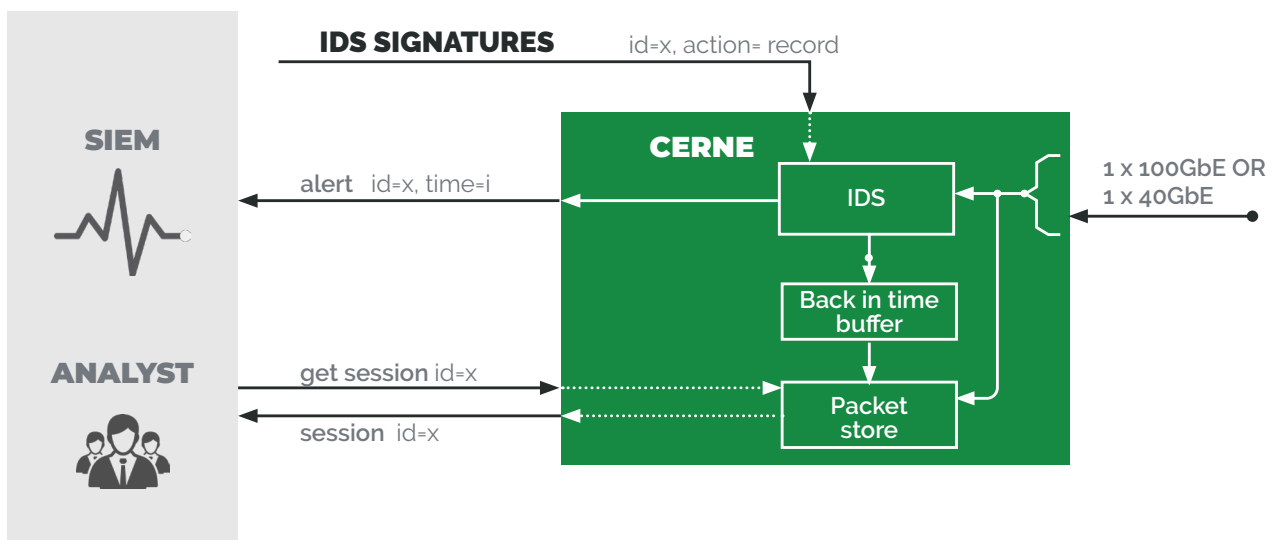 IDS SIGNATURES id=x, action= record
SIEM
CERNE
alert id=x, time=i
IDS
1 x 100GbE OR
1 x 40GbE
Back in time
buffer
ANALYST
get session id=x
session id=x
Packet
store